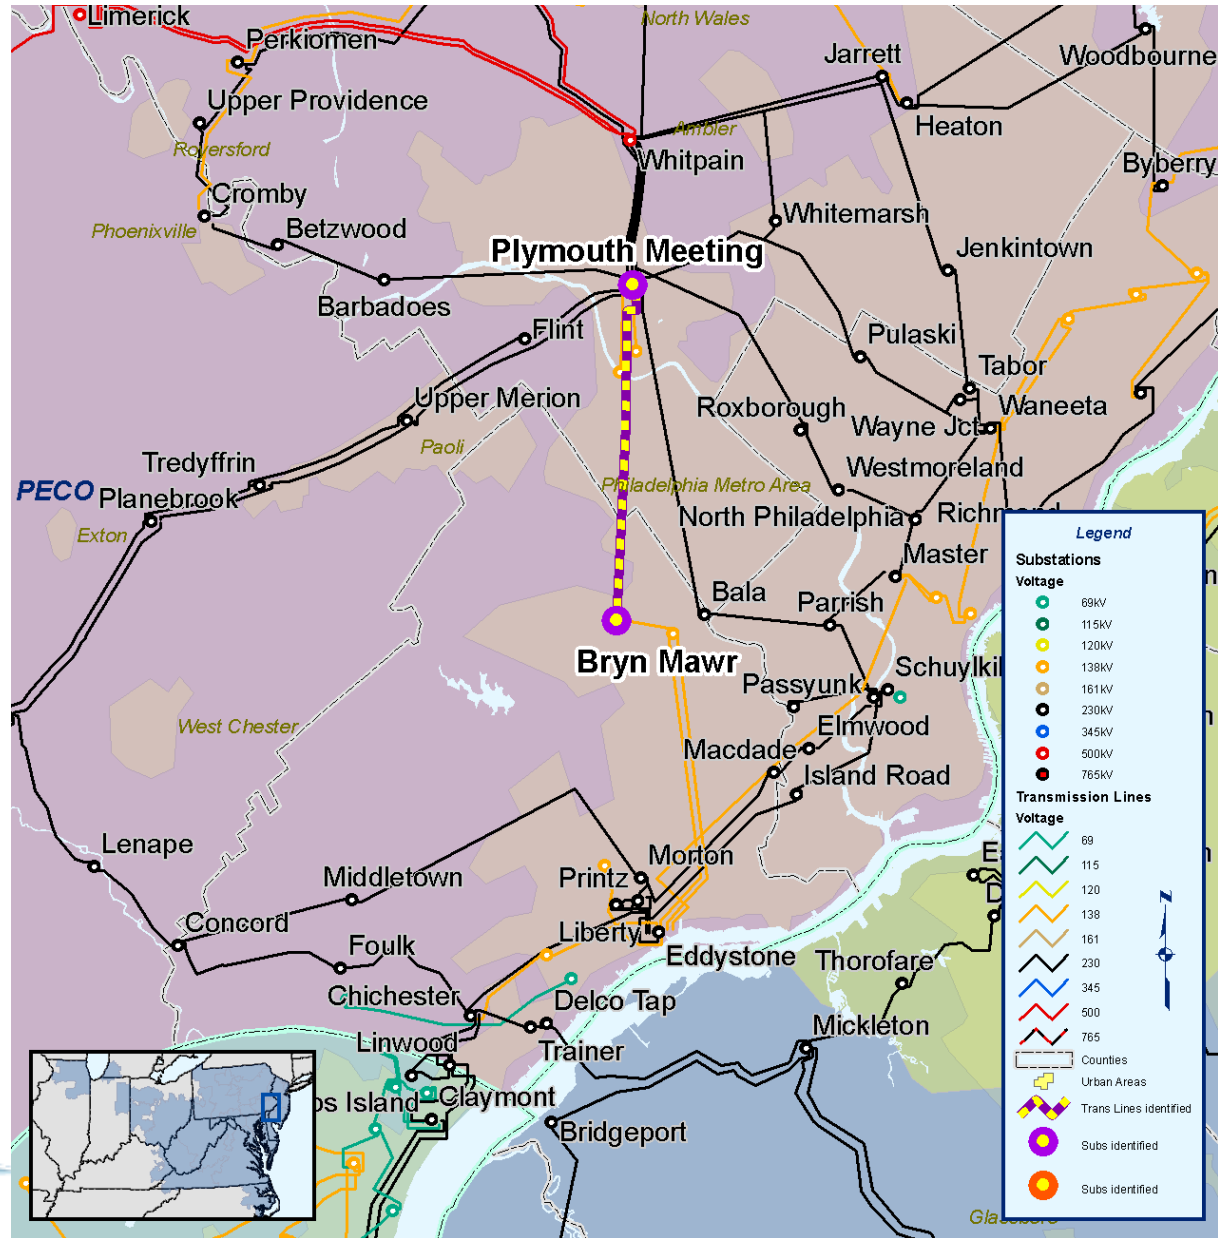 Limerick
North Wales
Perkiomen
Jarrett
Woodbourne
Upper Providence
Heaton
Ambler
Royersford
Whitpain
Byberry
Cromby
Whitemarsh
Phoenixville
Betzwood
Plymouth Meeting
Jenkintown
Barbadoes
Flint
Pulaski
Tabor
Upper Merion
Roxborough
Waneeta
Wayne Jct
Paoli
Tredyffrin
Westmoreland
PECO
Planebrook
Philadelphia Metro Area
North Philadelphia
Richmond
Exton
Master
Bala
Parrish
Bryn Mawr
Schuylkil
Passyunk
West Chester
Elmwood
Macdade
Island Road
Lenape
Morton
Middletown
Printz
Concord
Liberty
Foulk
Eddystone
Thorofare
Chichester
Delco Tap
Mickleton
Linwood
Trainer
os Island
Claymont
Bridgeport
Glassboro
Legend
Substations
Voltage
69kV
115kV
120kV
138kV
161kV
230kV
345kV
500kV
765kV
Transmission Lines
Voltage
69
115
120
138
161
230
345
500
765
Counties
Urban Areas
Trans Lines identified
Subs identified
Subs identified
N